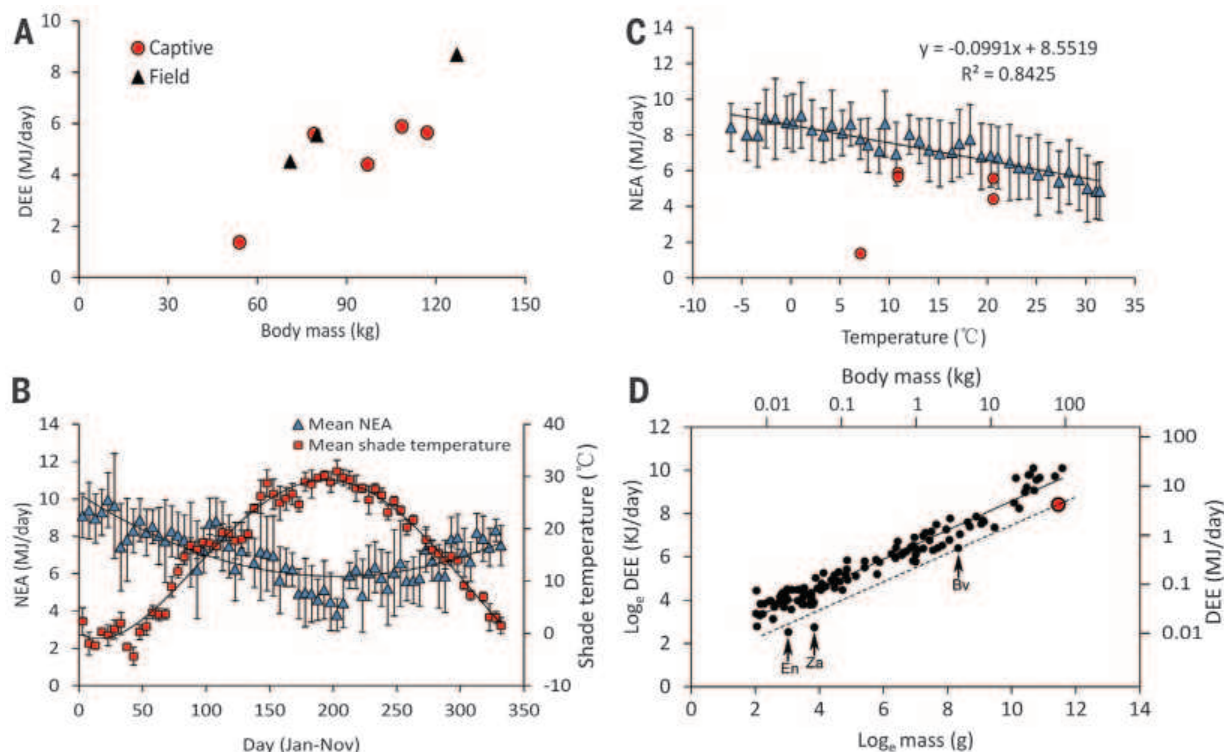 A
10
8
6
4
2
0
DEE (MJ/day)
Captive
Field
0 30 60 90 120 150
Body mass (kg)
C
14
12
10
8
6
4
2
0
NEA (MJ/day)
y = -0.0991x + 8.5519
R² = 0.8425
-10 -5 0 5 10 15 20 25 30 35
Temperature (℃)
B
14
12
10
8
6
4
2
0
NEA (MJ/day)
Mean NEA
Mean shade temperature
40
30
20
10
0
-10
Shade temperature (℃)
0 50 100 150 200 250 300 350
Day (Jan-Nov)
D
Body mass (kg)
0.01 0.1 1 10 100
12
10
8
6
4
2
0
Logₑ DEE (KJ/day)
100
10
1
0.1
0.01
DEE (MJ/day)
En
Za
Bv
0 2 4 6 8 10 12 14
Logₑ mass (g)